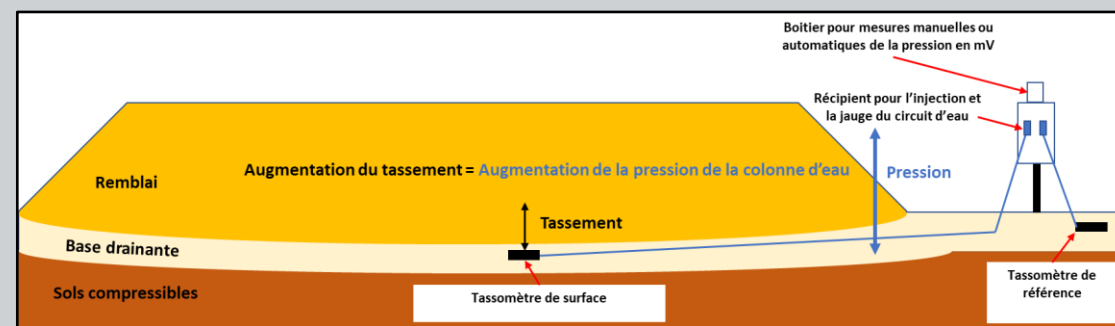 Boitier pour mesures manuelles ou
automatiques de la pression en mV
Récipient pour l'injection et
la jauge du circuit d'eau
Augmentation du tassement = Augmentation de la pression de la colonne d'eau
Pression
Remblai
Tassement
Base drainante
Sols compressibles
Tassomètre de surface
Tassomètre de
référence